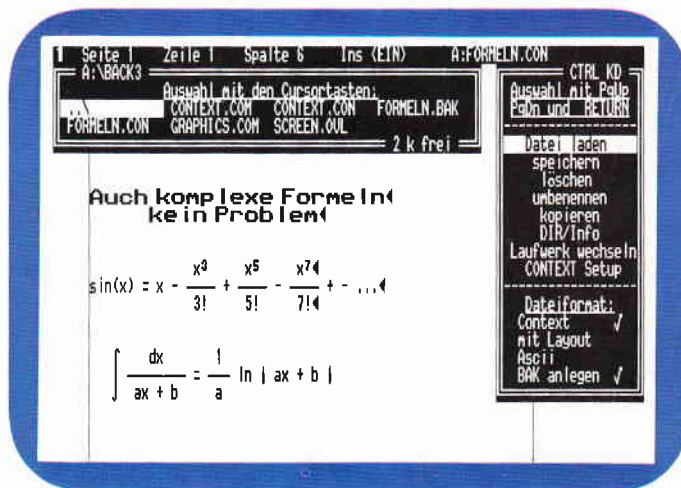 1 Seite 1 Zeile 1 Spalte 6 Ins (EIN) A:FORMELN.CON
A:\BACK3
Auswahl mit den Cursortasten:
..\ CONTEXT.COM CONTEXT.CON FORMELN.BAK
FORMELN.CON GRAPHICS.COM SCREEN.OVL
2 k frei
CTRL KD
Auswahl mit PgUp
PgDn und RETURN
Datei laden
speichern
löschen
umbenennen
kopieren
DIR/Info
Laufwerk wechseln
CONTEXT Setup
Dateiformat:
Context √
mit Layout
Ascii
BAK anlegen √
Auch komplexe Formeln
kein Problem
sin(x) = x - x³/3! + x⁵/5! - x⁷/7! + - ...
∫ dx/(ax + b) = 1/a ln | ax + b |